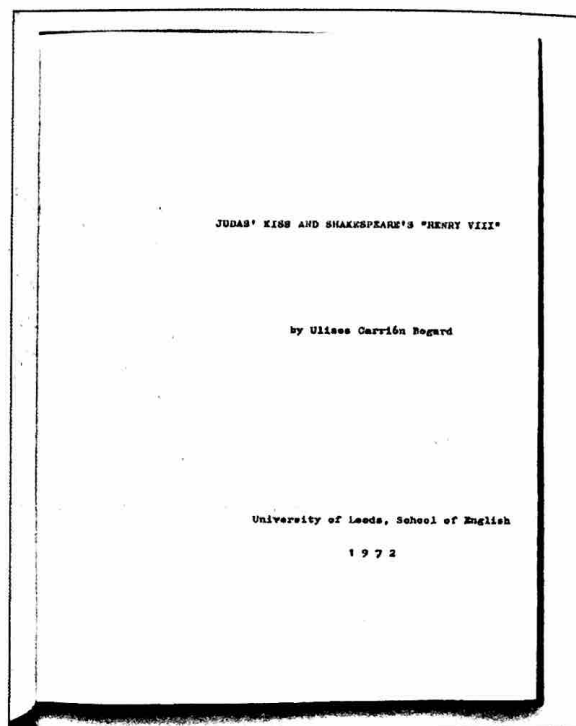 JUDAS' KISS AND SHAKESPEARE'S "HENRY VIII"
by Ulises Carrión Bogard
University of Leeds, School of English
1 9 7 2